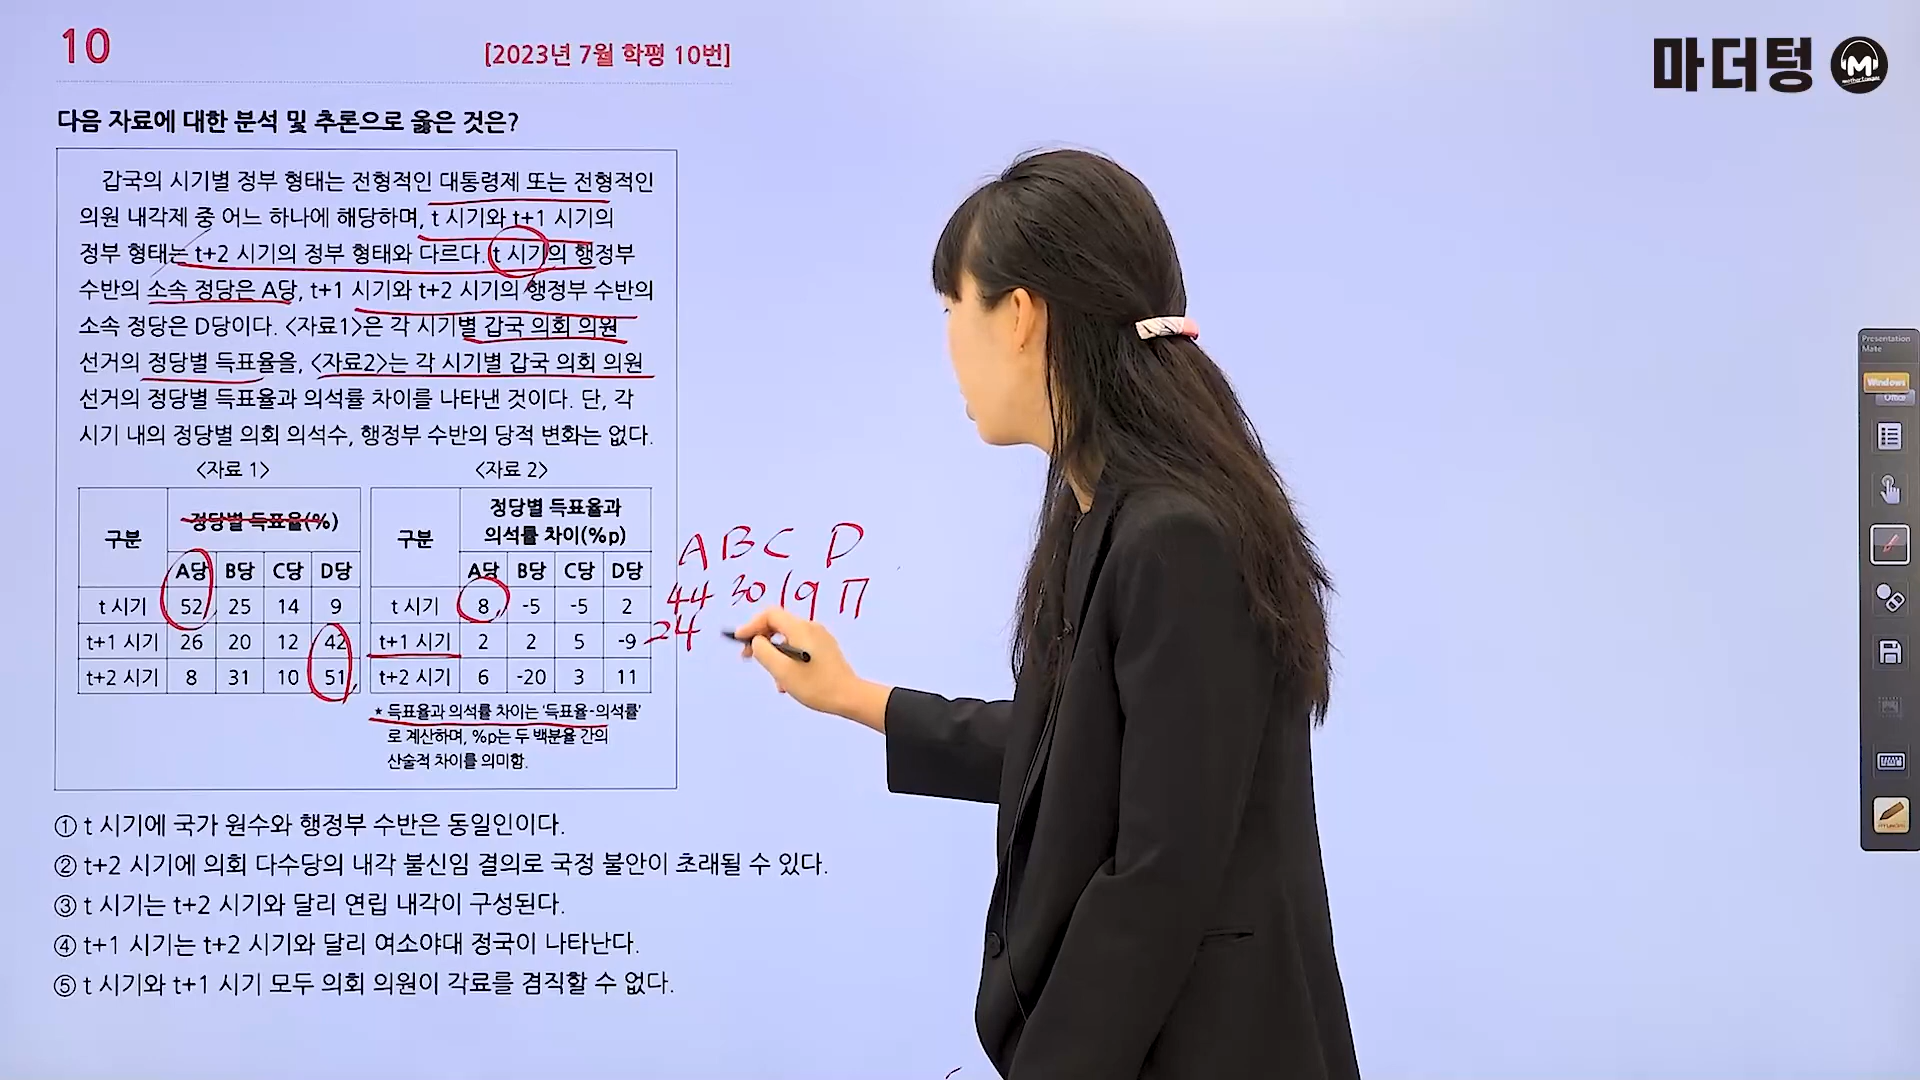 10
[2023년 7월 학평 10번]
마더텅
M
다음 자료에 대한 분석 및 추론으로 옳은 것은?
갑국의 시기별 정부 형태는 전형적인 대통령제 또는 전형적인
의원 내각제 중 어느 하나에 해당하며, t 시기와 t+1 시기의
정부 형태는 t+2 시기의 정부 형태와 다르다. t 시기의 행정부
수반의 소속 정당은 A당, t+1 시기와 t+2 시기의 행정부 수반의
소속 정당은 D당이다. <자료1>은 각 시기별 갑국 의회 의원
선거의 정당별 득표율을, <자료2>는 각 시기별 갑국 의회 의원
선거의 정당별 득표율과 의석률 차이를 나타낸 것이다. 단, 각
시기 내의 정당별 의회 의석수, 행정부 수반의 당적 변화는 없다.
<자료 1>
구분 정당별 득표율(%)
A당 B당 C당 D당
t 시기 52 25 14 9
t+1 시기 26 20 12 42
t+2 시기 8 31 10 51
<자료 2>
구분 정당별 득표율과
의석률 차이(%p)
A당 B당 C당 D당
t 시기 8 -5 -5 2
t+1 시기 2 2 5 -9
t+2 시기 6 -20 3 11
* 득표율과 의석률 차이는 '득표율-의석률'
로 계산하며, %p는 두 백분율 간의
산술적 차이를 의미함.
A B C D
44 30 19 7
24
① t 시기에 국가 원수와 행정부 수반은 동일인이다.
② t+2 시기에 의회 다수당의 내각 불신임 결의로 국정 불안이 초래될 수 있다.
③ t 시기는 t+2 시기와 달리 연립 내각이 구성된다.
④ t+1 시기는 t+2 시기와 달리 여소야대 정국이 나타난다.
⑤ t 시기와 t+1 시기 모두 의회 의원이 각료를 겸직할 수 없다.
Presentation
Mate
Windows
Office